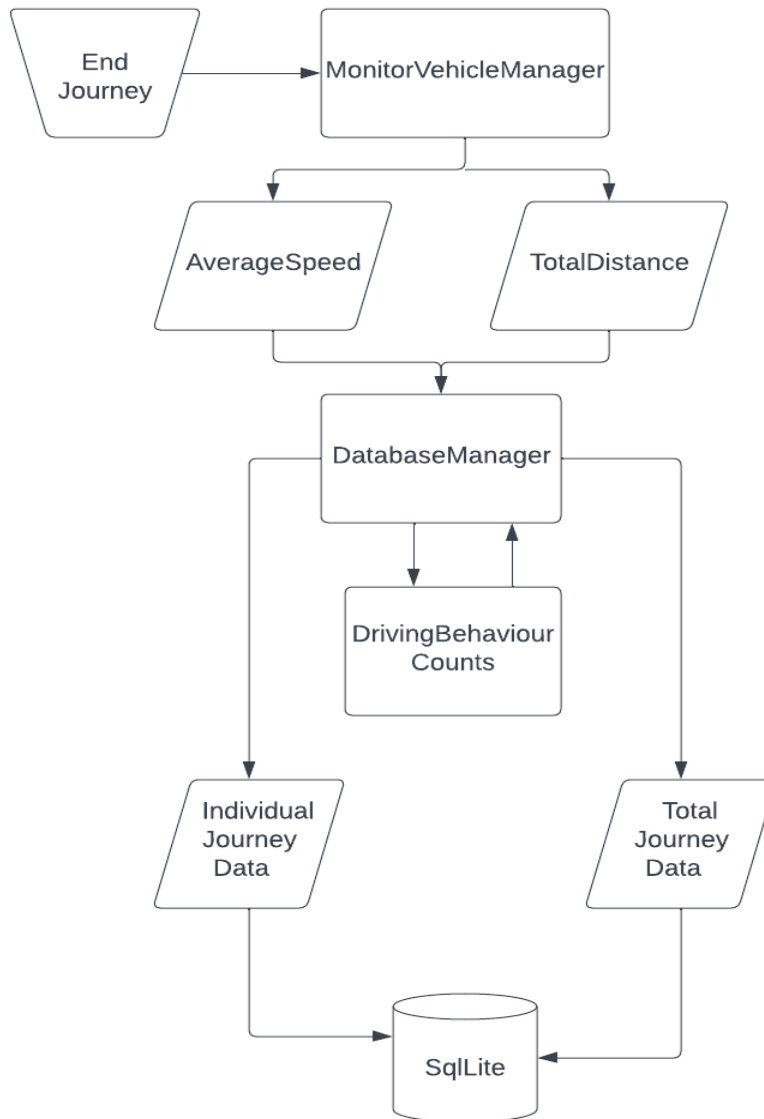 End
Journey
MonitorVehicleManager
AverageSpeed
TotalDistance
DatabaseManager
DrivingBehaviour
Counts
Individual
Journey
Data
Total
Journey
Data
SqlLite